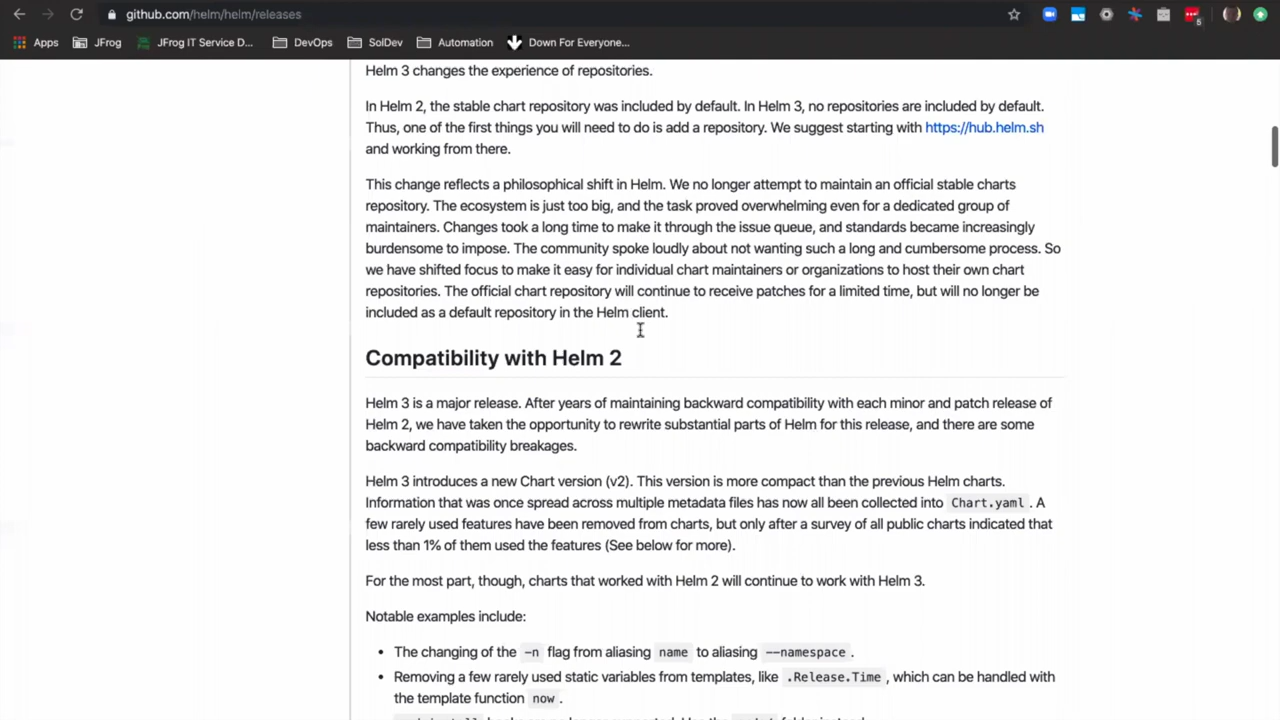 github.com/helm/helm/releases
5
Apps JFrog JFrog IT Service D... DevOps SolDev Automation Down For Everyone...
Helm 3 changes the experience of repositories.
In Helm 2, the stable chart repository was included by default. In Helm 3, no repositories are included by default.
Thus, one of the first things you will need to do is add a repository. We suggest starting with https://hub.helm.sh
and working from there.
This change reflects a philosophical shift in Helm. We no longer attempt to maintain an official stable charts
repository. The ecosystem is just too big, and the task proved overwhelming even for a dedicated group of
maintainers. Changes took a long time to make it through the issue queue, and standards became increasingly
burdensome to impose. The community spoke loudly about not wanting such a long and cumbersome process. So
we have shifted focus to make it easy for individual chart maintainers or organizations to host their own chart
repositories. The official chart repository will continue to receive patches for a limited time, but will no longer be
included as a default repository in the Helm client.
Compatibility with Helm 2
Helm 3 is a major release. After years of maintaining backward compatibility with each minor and patch release of
Helm 2, we have taken the opportunity to rewrite substantial parts of Helm for this release, and there are some
backward compatibility breakages.
Helm 3 introduces a new Chart version (v2). This version is more compact than the previous Helm charts.
Information that was once spread across multiple metadata files has now all been collected into Chart.yaml . A
few rarely used features have been removed from charts, but only after a survey of all public charts indicated that
less than 1% of them used the features (See below for more).
For the most part, though, charts that worked with Helm 2 will continue to work with Helm 3.
Notable examples include:
• The changing of the -n flag from aliasing name to aliasing --namespace .
• Removing a few rarely used static variables from templates, like .Release.Time , which can be handled with
the template function now .